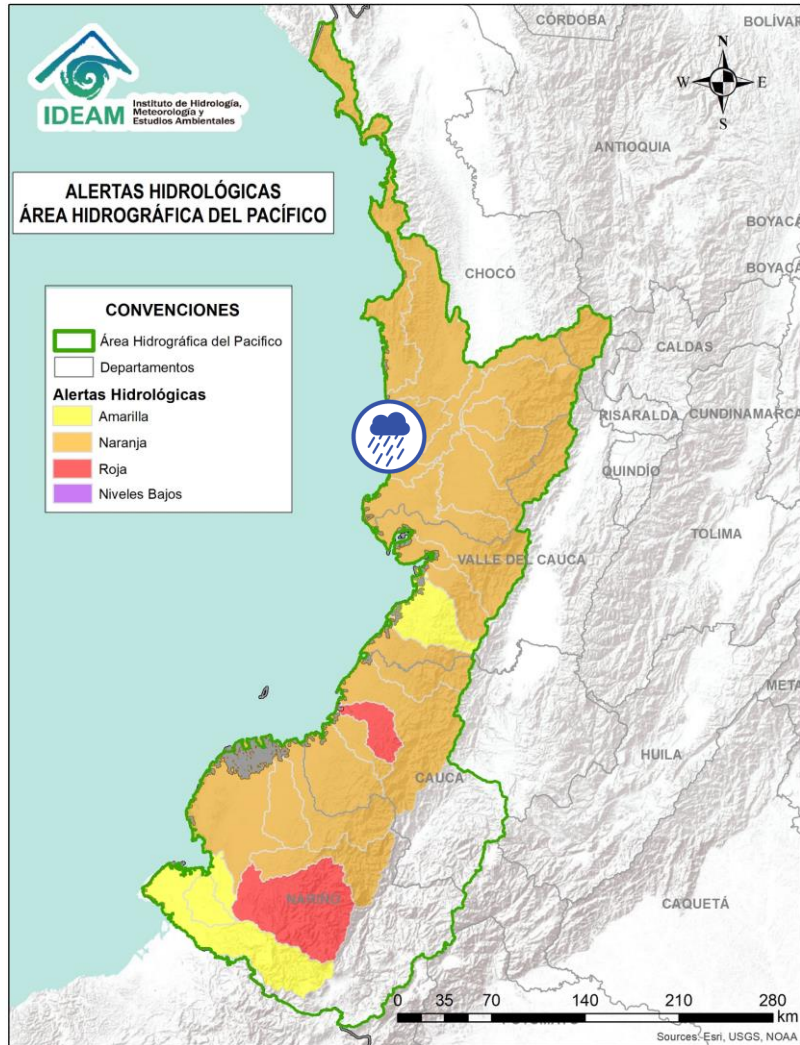 IDEAM
Instituto de Hidrología,
Meteorología y
Estudios Ambientales
ALERTAS HIDROLÓGICAS
ÁREA HIDROGRÁFICA DEL PACÍFICO
CONVENCIONES
Área Hidrográfica del Pacifico
Departamentos
Alertas Hidrológicas
Amarilla
Naranja
Roja
Niveles Bajos
N
W E
S
CÓRDOBA
BOLÍVAR
ANTIOQUIA
BOYACÁ
BOYACÁ
CHOCÓ
CALDAS
RISARALDA
CUNDINAMARCA
QUINDÍO
TOLIMA
VALLE DEL CAUCA
META
HUILA
CAUCA
NARIÑO
CAQUETÁ
0 35 70 140 210 280
km
Sources: Esri, USGS, NOAA